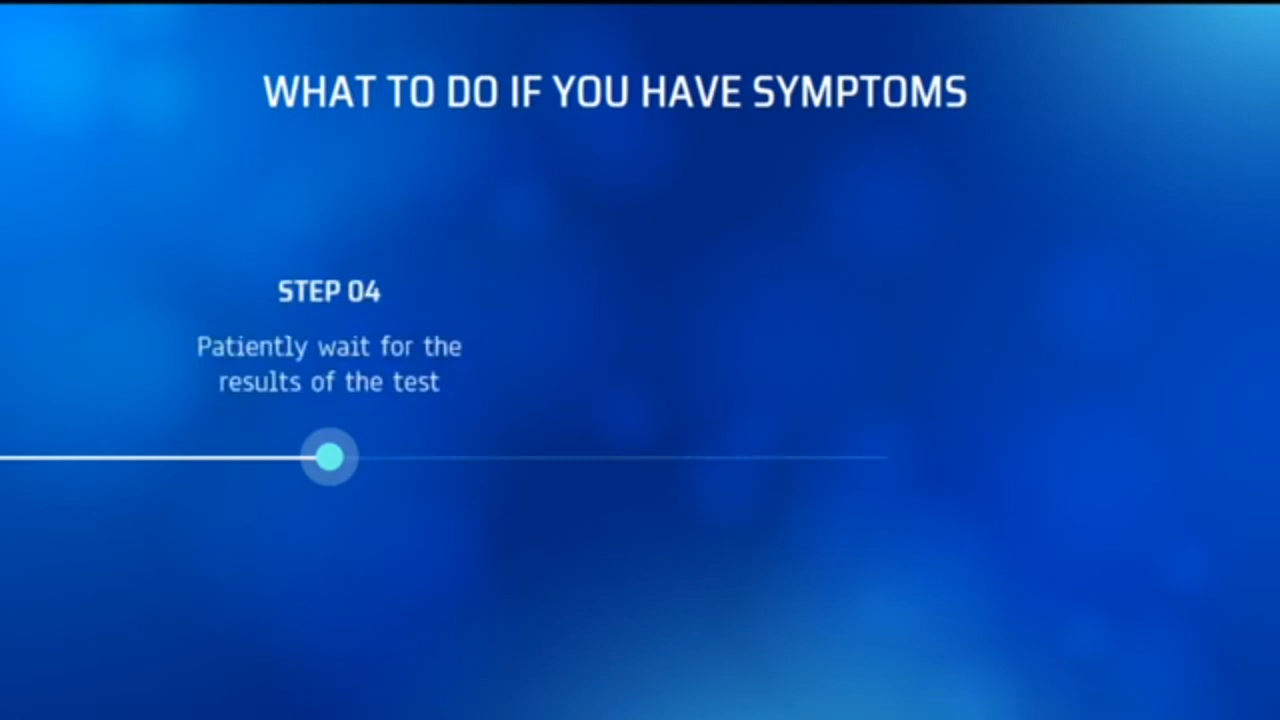 WHAT TO DO IF YOU HAVE SYMPTOMS
STEP 04
Patiently wait for the
results of the test